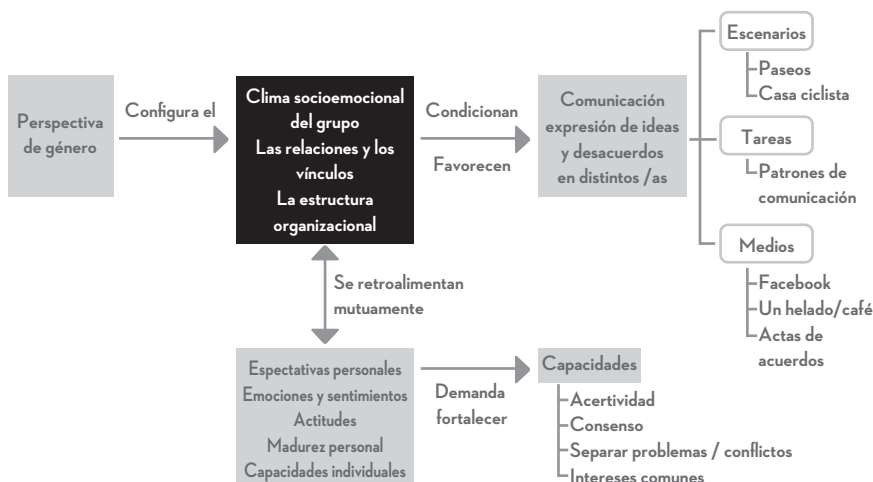 Perspectiva
de género
Configura el
Clima socioemocional
del grupo
Las relaciones y los
vínculos
La estructura
organizacional
Condicionan
Favorecen
Comunicación
expresión de ideas
y desacuerdos
en distintos /as
Escenarios
Paseos
Casa ciclista
Tareas
Patrones de
comunicación
Medios
Facebook
Un helado/café
Actas de
acuerdos
Se retroalimentan
mutuamente
Espectativas personales
Emociones y sentimientos
Actitudes
Madurez personal
Capacidades individuales
Demanda
fortalecer
Capacidades
Acertividad
Consenso
Separar problemas / conflictos
Intereses comunes